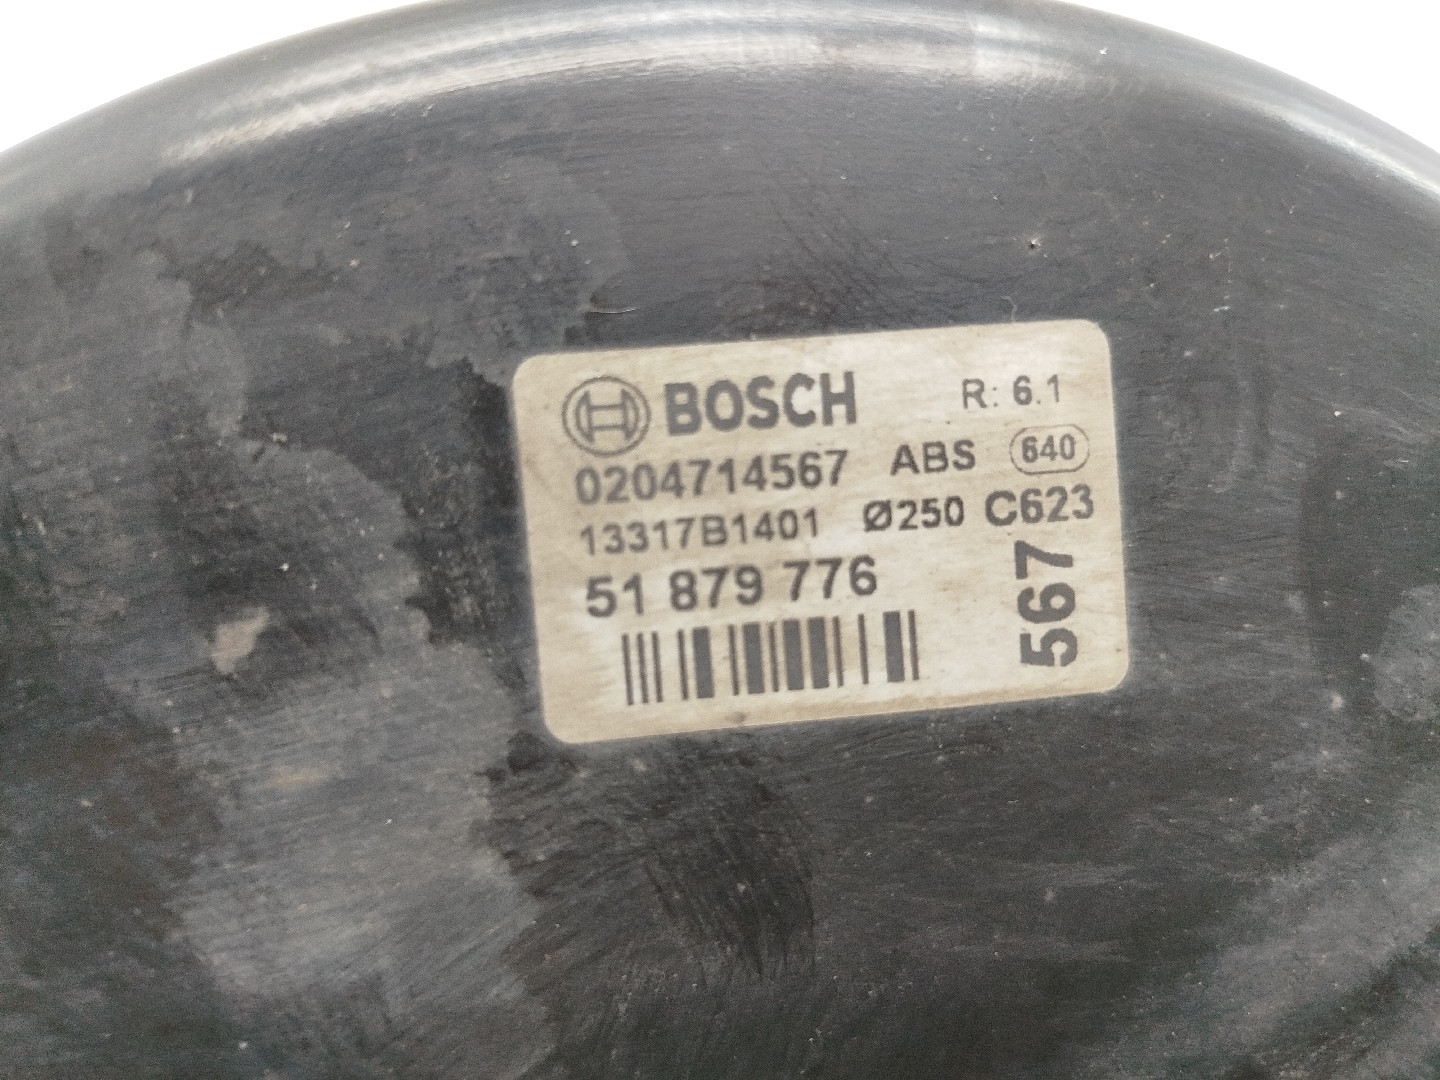 BOSCH R: 6.1
0204714567 ABS 640
13317B1401 Ø250 C623
51 879 776
567